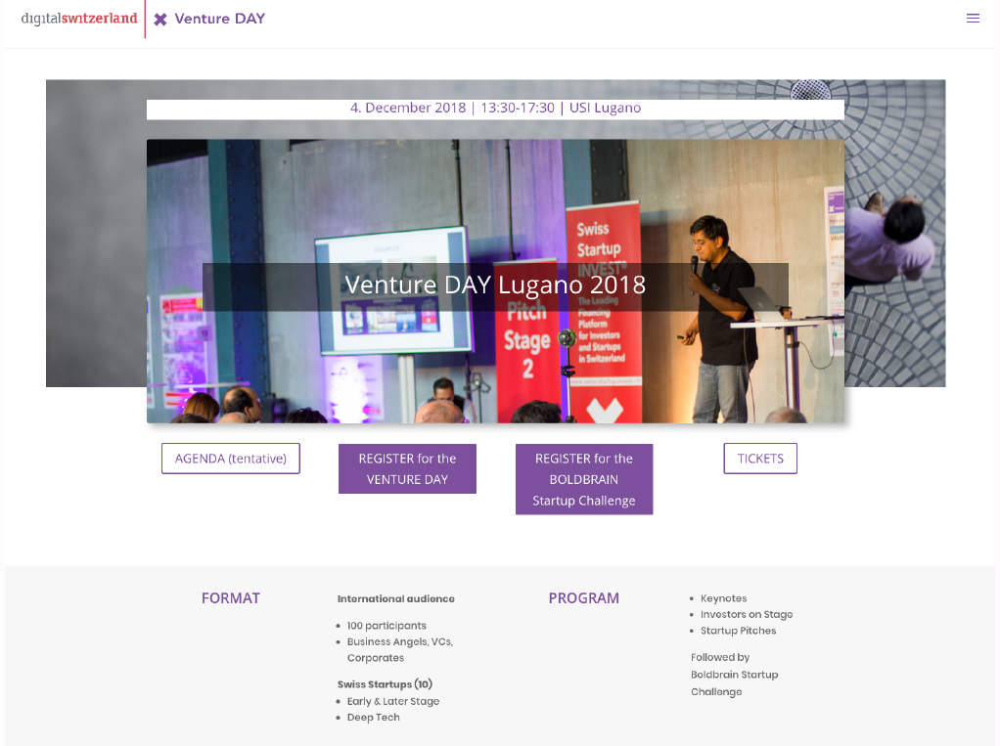 digitalswitzerland
Venture DAY
4. December 2018 | 13:30-17:30 | USI Lugano
Swiss
Startup
INVEST
The Leading
Financing
Platform
for Investors
and Startups
in Switzerland
Pitch
Stage
2
Venture DAY Lugano 2018
AGENDA (tentative)
REGISTER for the
VENTURE DAY
REGISTER for the
BOLDBRAIN
Startup Challenge
TICKETS
FORMAT
International audience
• 100 participants
• Business Angels, VCs,
Corporates
Swiss Startups (10)
• Early & Later Stage
• Deep Tech
PROGRAM
• Keynotes
• Investors on Stage
• Startup Pitches
Followed by
Boldbrain Startup
Challenge